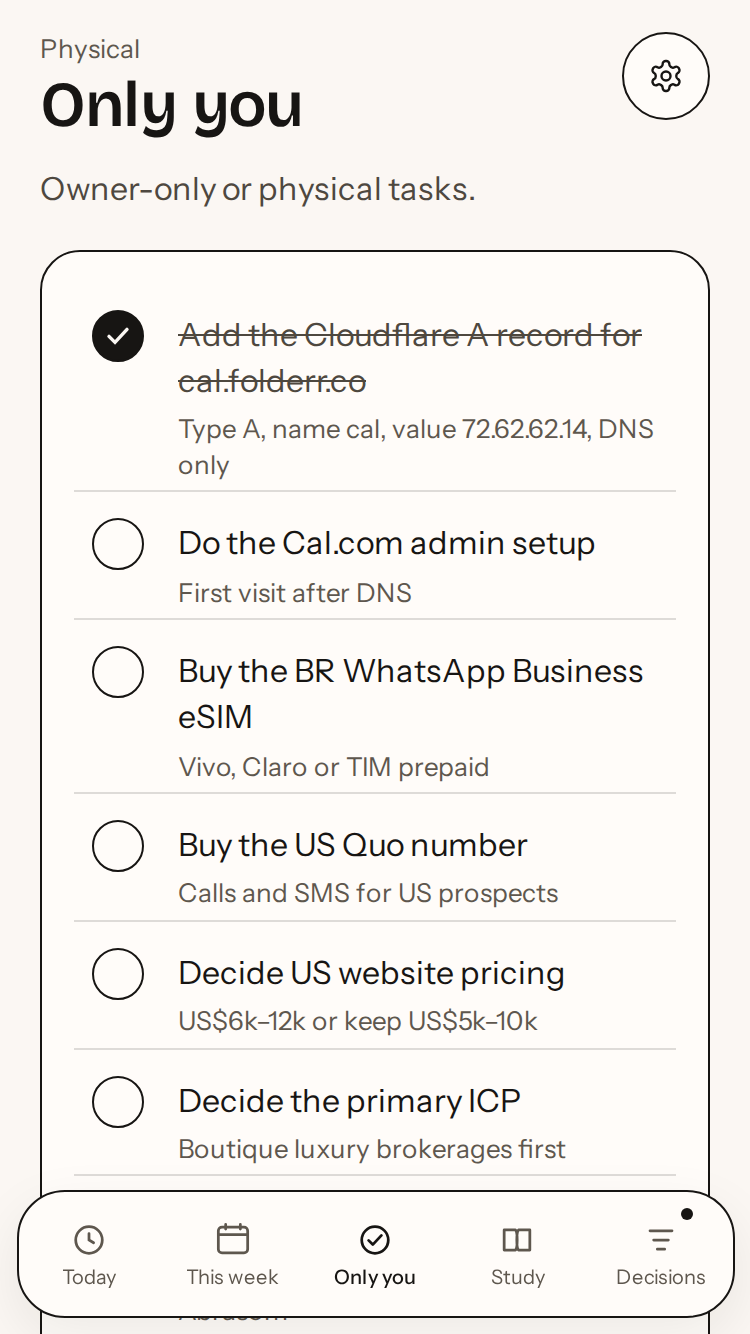 Physical
Only you
Owner-only or physical tasks.
Add the Cloudflare A record for
cal.folderr.co
Type A, name cal, value 72.62.62.14, DNS
only
Do the Cal.com admin setup
First visit after DNS
Buy the BR WhatsApp Business
eSIM
Vivo, Claro or TIM prepaid
Buy the US Quo number
Calls and SMS for US prospects
Decide US website pricing
US$6k–12k or keep US$5k–10k
Decide the primary ICP
Boutique luxury brokerages first
Today
This week
Only you
Study
Decisions